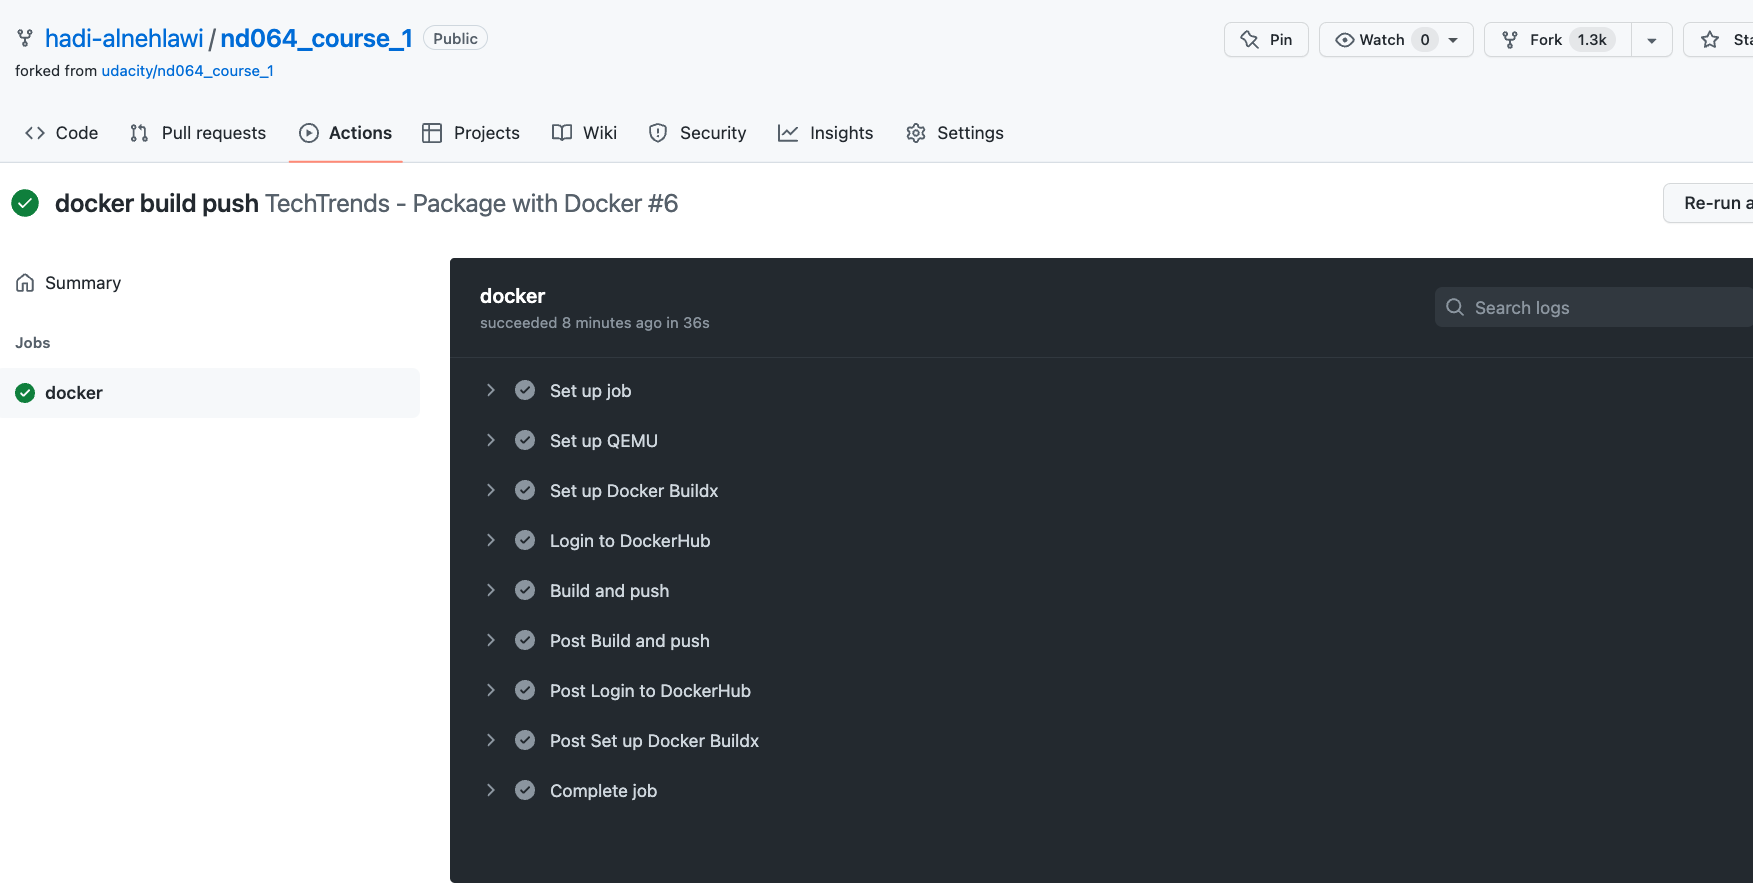 hadi-alnehlawi / nd064_course_1 Public
Pin Watch 0 Fork 1.3k Sta
forked from udacity/nd064_course_1
Code Pull requests Actions Projects Wiki Security Insights Settings
docker build push TechTrends - Package with Docker #6
Re-run a
Summary
Jobs
docker
docker
succeeded 8 minutes ago in 36s
Search logs
Set up job
Set up QEMU
Set up Docker Buildx
Login to DockerHub
Build and push
Post Build and push
Post Login to DockerHub
Post Set up Docker Buildx
Complete job